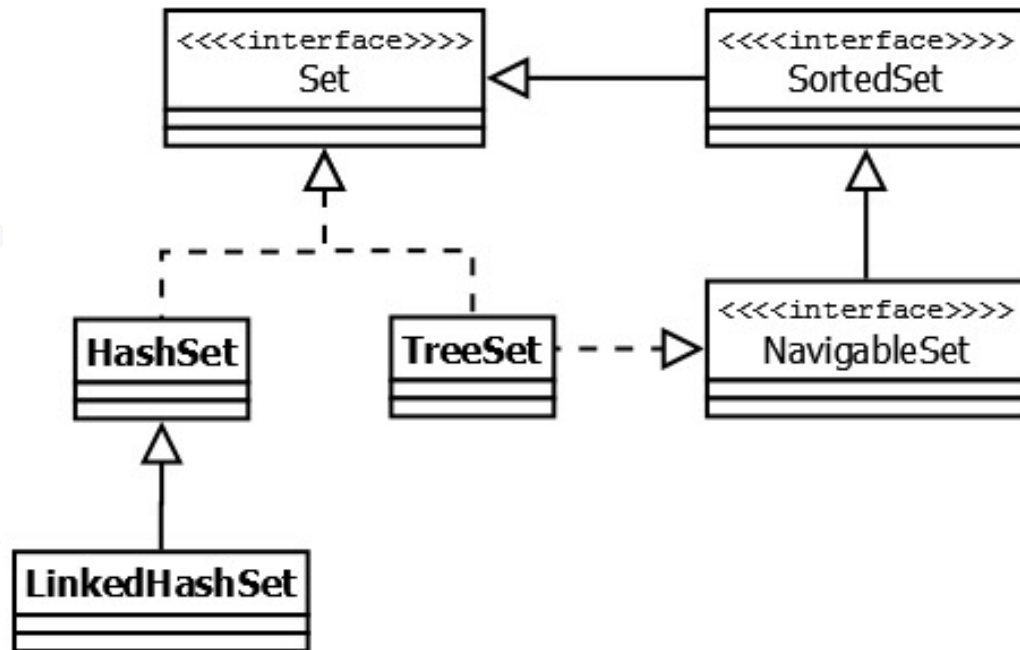 <<<<interface>>>>
Set
<<<<interface>>>>
SortedSet
HashSet
TreeSet
<<<<interface>>>>
NavigableSet
LinkedHashSet